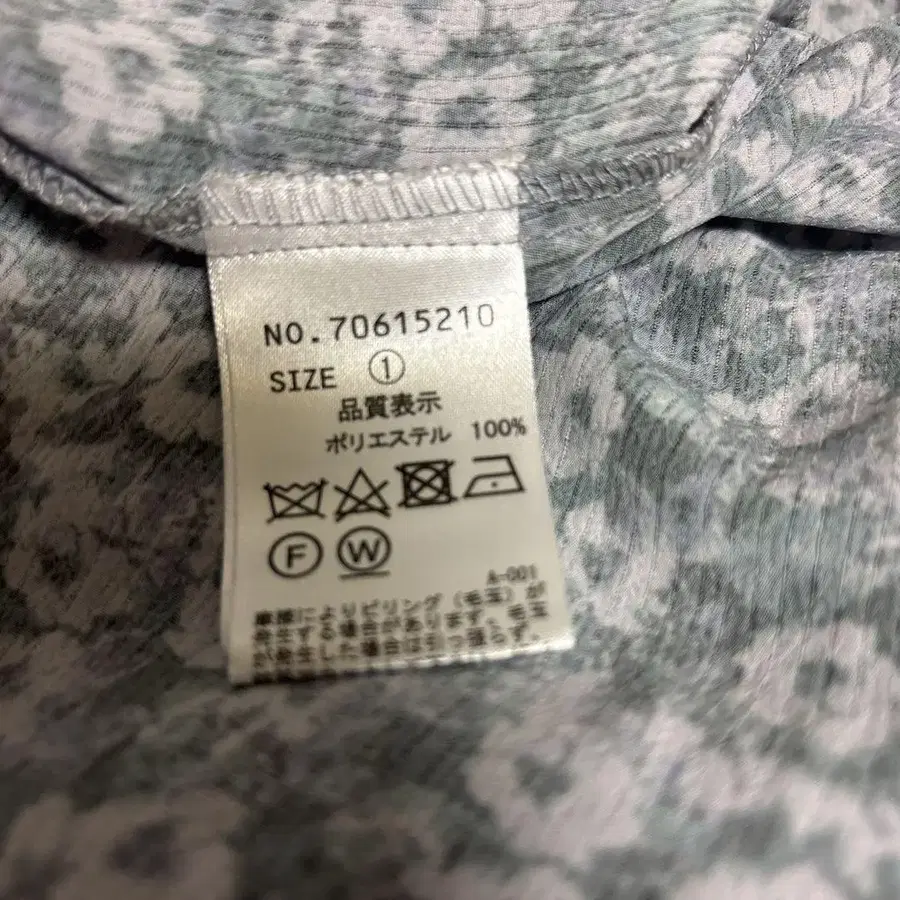 NO.70615210
SIZE ①
品質表示
ポリエステル 100%
F W
A-001
摩擦によりピリング(毛玉)が
発生する場合があります。毛玉
が発生した場合は引っ張らず、